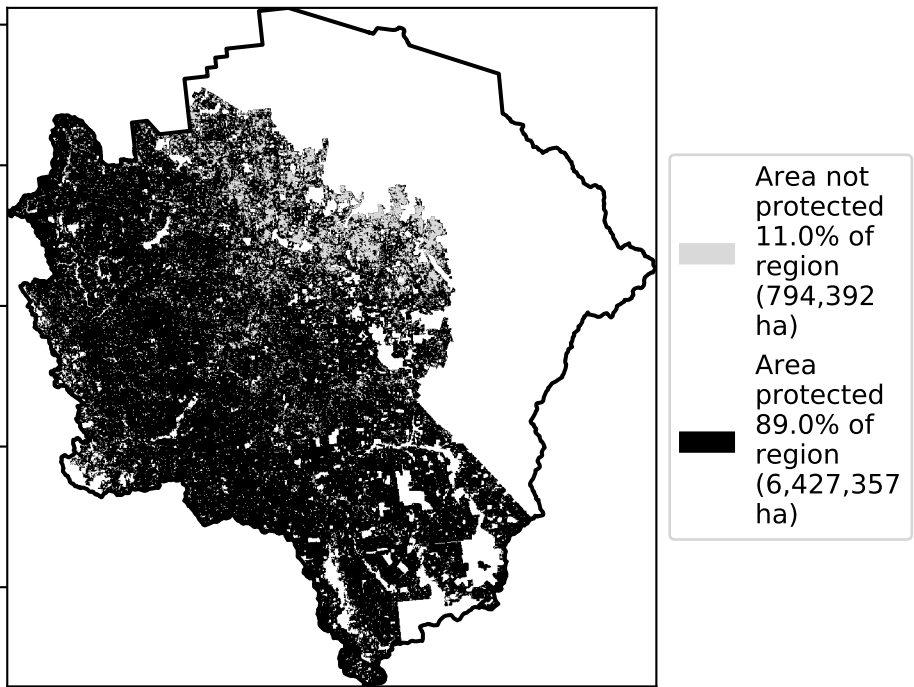 Area not
protected
11.0% of
region
(794,392
ha)
Area
protected
89.0% of
region
(6,427,357
ha)